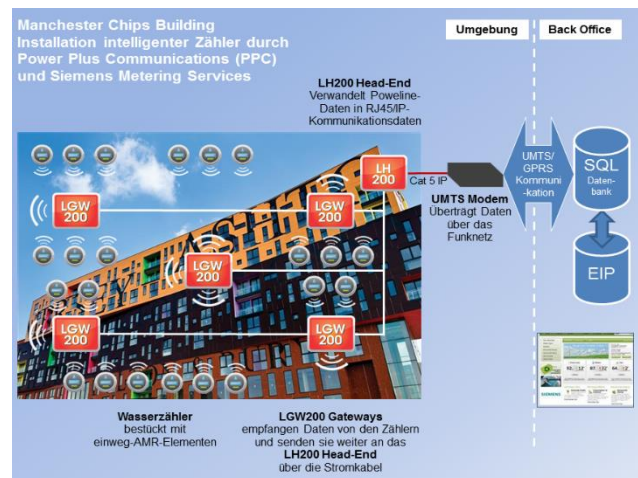 Manchester Chips Building
Installation intelligenter Zähler durch
Power Plus Communications (PPC)
und Siemens Metering Services
Umgebung
Back Office
LH200 Head-End
Verwandelt Poweline-
Daten in RJ45/IP-
Kommunikationsdaten
LH
200
Cat 5 IP
UMTS Modem
Überträgt Daten
über das
Funknetz
UMTS/
GPRS
Kommuni
-kation
SQL
Daten-
bank
EIP
LGW
200
LGW
200
LGW
200
LGW
200
LGW
200
SIEMENS
Wasserzähler
bestückt mit
einweg-AMR-Elementen
LGW200 Gateways
empfangen Daten von den Zählern
und senden sie weiter an das
LH200 Head-End
über die Stromkabel